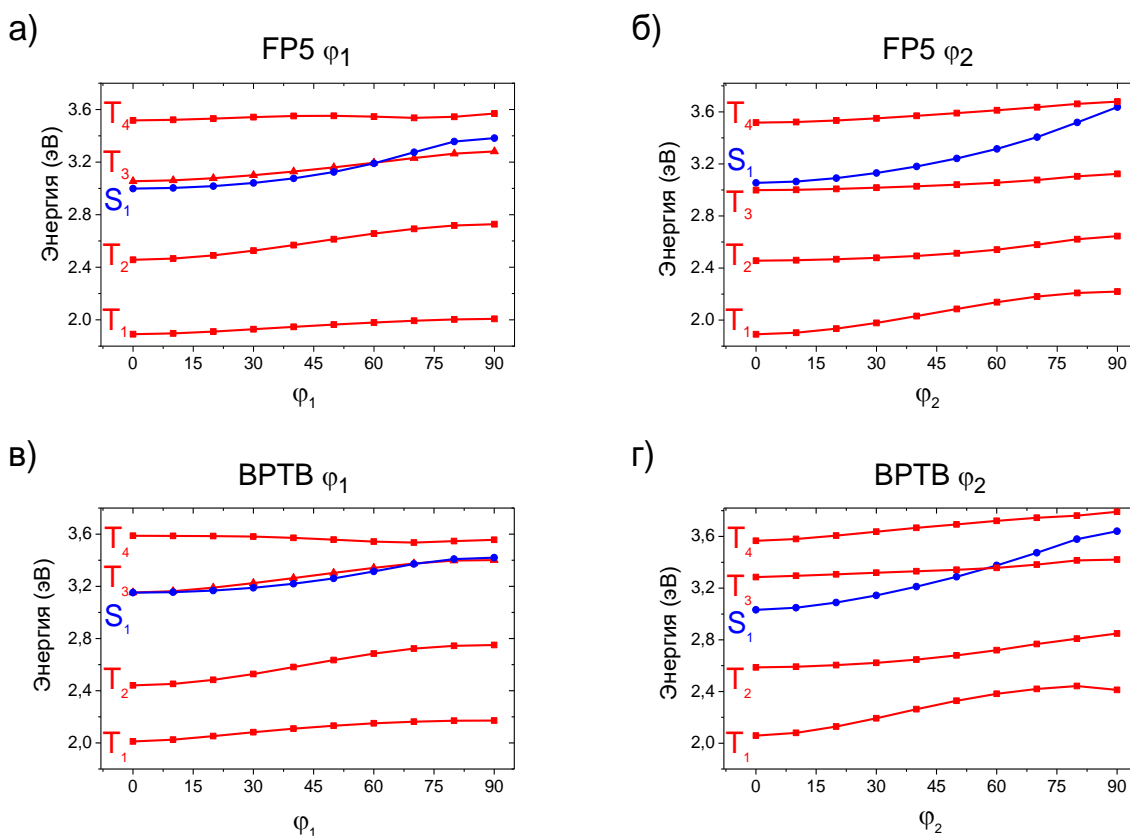 а)
FP5 φ1
Энергия (эВ)
3.6
3.2
2.8
2.4
2.0
T4
T3
S1
T2
T1
0 15 30 45 60 75 90
φ1
б)
FP5 φ2
Энергия (эВ)
3.6
3.2
2.8
2.4
2.0
T4
S1
T3
T2
T1
0 15 30 45 60 75 90
φ2
в)
BPTB φ1
Энергия (эВ)
3,6
3,2
2,8
2,4
2,0
T4
T3
S1
T2
T1
0 15 30 45 60 75 90
φ1
г)
BPTB φ2
Энергия (эВ)
3,6
3,2
2,8
2,4
2,0
T4
T3
S1
T2
T1
0 15 30 45 60 75 90
φ2